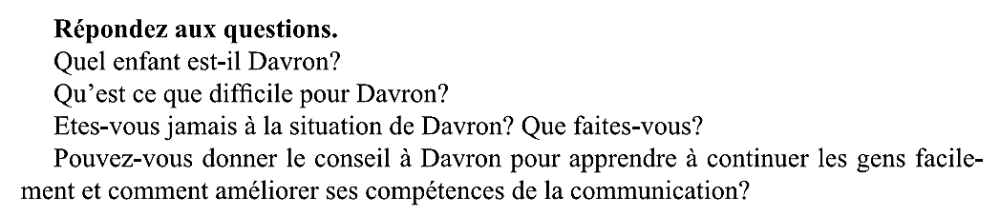 Répondez aux questions.
Quel enfant est-il Davron?
Qu'est ce que difficile pour Davron?
Etes-vous jamais à la situation de Davron? Que faites-vous?
Pouvez-vous donner le conseil à Davron pour apprendre à continuer les gens facile-
ment et comment améliorer ses compétences de la communication?